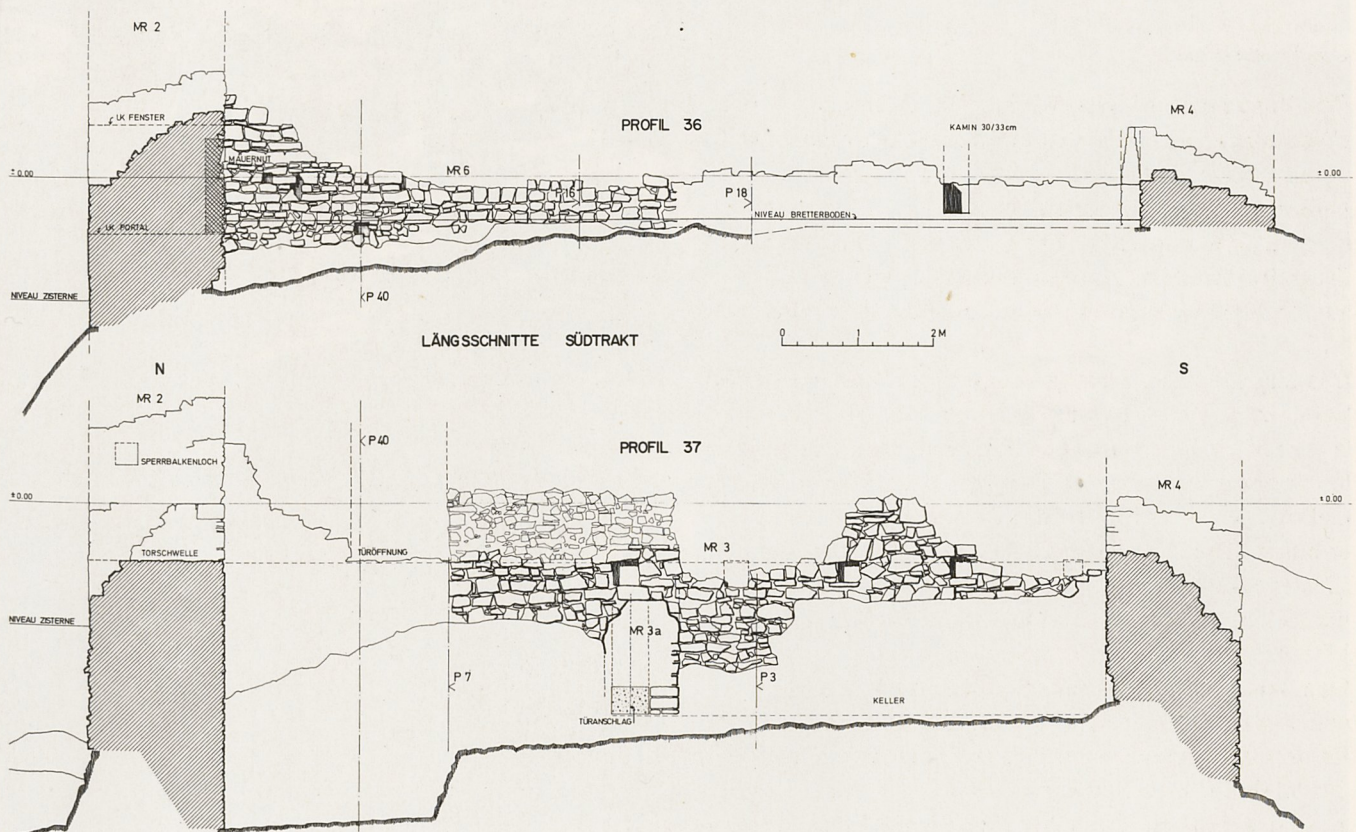 MR 2
PROFIL 36
MR 4
UK FENSTER
KAMIN 30/33cm
MAUERNUT
± 0.00
MR 6
± 0.00
P 16
P 18
NIVEAU BRETTERBODEN
UK PORTAL
NIVEAU ZISTERNE
P 40
LÄNGSSCHNITTE SÜDTRAKT
0 1 2 M
N
S
MR 2
P 40
PROFIL 37
SPERRBALKENLOCH
MR 4
± 0.00
± 0.00
TORSCHWELLE
TÜRÖFFNUNG
MR 3
NIVEAU ZISTERNE
MR 3a
P 7
P 3
KELLER
TÜRANSCHLAG